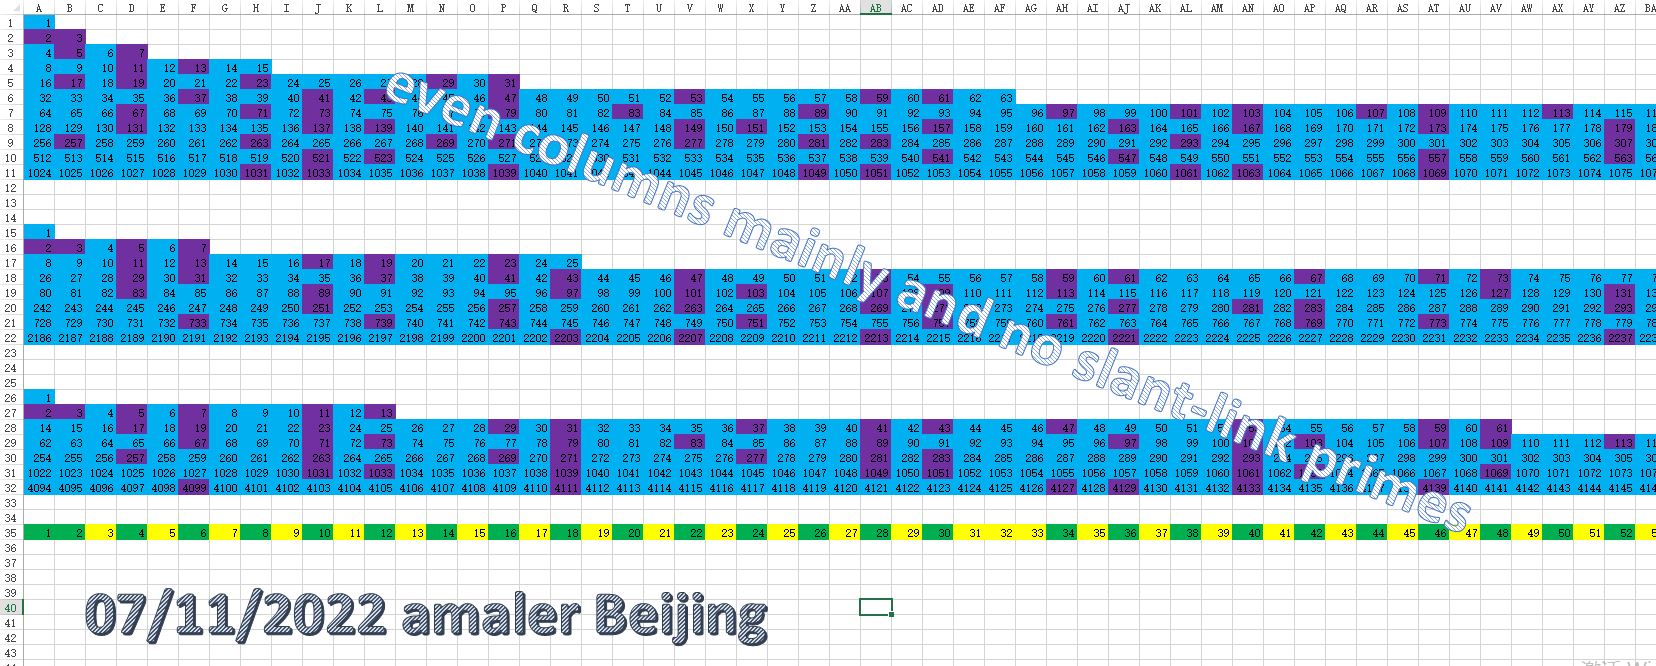 A B C D E F G H I J K L M N O P Q R S T U V W X Y Z AA AB AC AD AE AF AG AH AI AJ AK AL AM AN AO AP AQ AR AS AT AU AV AW AX AY AZ BA
1 1
2 2 3
3 4 5 6 7
4 8 9 10 11 12 13 14 15
5 16 17 18 19 20 21 22 23 24 25 26 29 30 31
6 32 33 34 35 36 37 38 39 40 41 42 46 47 48 49 50 51 52 53 54 55 56 57 58 59 60 61 62 63
7 64 65 66 67 68 69 70 71 72 73 74 75 79 80 81 82 83 84 85 86 87 88 89 90 91 92 93 94 95 96 97 98 99 100 101 102 103 104 105 106 107 108 109 110 111 112 113 114 115
8 128 129 130 131 132 133 134 135 136 137 138 139 140 141 143 144 145 146 147 148 149 150 151 152 153 154 155 156 157 158 159 160 161 162 163 164 165 166 167 168 169 170 171 172 173 174 175 176 177 178 179
9 256 257 258 259 260 261 262 263 264 265 266 267 268 269 270 274 275 276 277 278 279 280 281 282 283 284 285 286 287 288 289 290 291 292 293 294 295 296 297 298 299 300 301 302 303 304 305 306 307
10 512 513 514 515 516 517 518 519 520 521 522 523 524 525 526 527 531 532 533 534 535 536 537 538 539 540 541 542 543 544 545 546 547 548 549 550 551 552 553 554 555 556 557 558 559 560 561 562 563
11 1024 1025 1026 1027 1028 1029 1030 1031 1032 1033 1034 1035 1036 1037 1038 1039 1040 1044 1045 1046 1047 1048 1049 1050 1051 1052 1053 1054 1055 1056 1057 1058 1059 1060 1061 1062 1063 1064 1065 1066 1067 1068 1069 1070 1071 1072 1073 1074 1075
12
13
14
15 1
16 2 3 4 5 6 7
17 8 9 10 11 12 13 14 15 16 17 18 19 20 21 22 23 24 25
18 26 27 28 29 30 31 32 33 34 35 36 37 38 39 40 41 42 43 44 45 46 47 48 49 50 51 54 55 56 57 58 59 60 61 62 63 64 65 66 67 68 69 70 71 72 73 74 75 76 77
19 80 81 82 83 84 85 86 87 88 89 90 91 92 93 94 95 96 97 98 99 100 101 102 103 104 105 106 107 110 111 112 113 114 115 116 117 118 119 120 121 122 123 124 125 126 127 128 129 130 131
20 242 243 244 245 246 247 248 249 250 251 252 253 254 255 256 257 258 259 260 261 262 263 264 265 266 267 268 269 273 274 275 276 277 278 279 280 281 282 283 284 285 286 287 288 289 290 291 292 293
21 728 729 730 731 732 733 734 735 736 737 738 739 740 741 742 743 744 745 746 747 748 749 750 751 752 753 754 755 756 760 761 762 763 764 765 766 767 768 769 770 771 772 773 774 775 776 777 778 779
22 2186 2187 2188 2189 2190 2191 2192 2193 2194 2195 2196 2197 2198 2199 2200 2201 2202 2203 2204 2205 2206 2207 2208 2209 2210 2211 2212 2213 2214 2215 2216 2220 2221 2222 2223 2224 2225 2226 2227 2228 2229 2230 2231 2232 2233 2234 2235 2236 2237
23
24
25
26 1
27 2 3 4 5 6 7 8 9 10 11 12 13
28 14 15 16 17 18 19 20 21 22 23 24 25 26 27 28 29 30 31 32 33 34 35 36 37 38 39 40 41 42 43 44 45 46 47 48 49 50 51 55 56 57 58 59 60 61
29 62 63 64 65 66 67 68 69 70 71 72 73 74 75 76 77 78 79 80 81 82 83 84 85 86 87 88 89 90 91 92 93 94 95 96 97 98 99 103 104 105 106 107 108 109 110 111 112 113
30 254 255 256 257 258 259 260 261 262 263 264 265 266 267 268 269 270 271 272 273 274 275 276 277 278 279 280 281 282 283 284 285 286 287 288 289 290 291 292 293 297 298 299 300 301 302 303 304 305
31 1022 1023 1024 1025 1026 1027 1028 1029 1030 1031 1032 1033 1034 1035 1036 1037 1038 1039 1040 1041 1042 1043 1044 1045 1046 1047 1048 1049 1050 1051 1052 1053 1054 1055 1056 1057 1058 1059 1060 1061 1062 1066 1067 1068 1069 1070 1071 1072 1073
32 4094 4095 4096 4097 4098 4099 4100 4101 4102 4103 4104 4105 4106 4107 4108 4109 4110 4111 4112 4113 4114 4115 4116 4117 4118 4119 4120 4121 4122 4123 4124 4125 4126 4127 4128 4129 4130 4131 4132 4133 4134 4135 4136 4138 4139 4140 4141 4142 4143 4144 4145
33
34
35 1 2 3 4 5 6 7 8 9 10 11 12 13 14 15 16 17 18 19 20 21 22 23 24 25 26 27 28 29 30 31 32 33 34 35 36 37 38 39 40 41 42 43 44 45 46 47 48 49 50 51 52
36
37
38
39
40
41
42
43
even columns mainly and no slant-link primes
07/11/2022 amaler Beijing